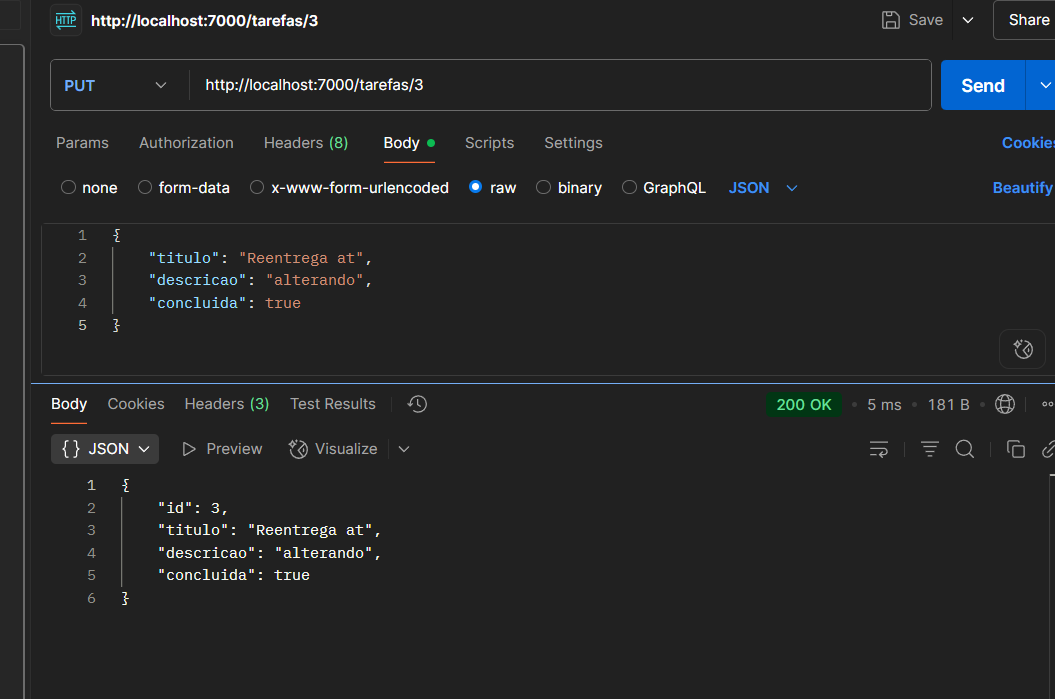 HTTP http://localhost:7000/tarefas/3 Save Share
PUT http://localhost:7000/tarefas/3 Send
Params Authorization Headers (8) Body Scripts Settings Cookies
none form-data x-www-form-urlencoded raw binary GraphQL JSON Beautify
1 {
2 "titulo": "Reentrega at",
3 "descricao": "alterando",
4 "concluida": true
5 }
Body Cookies Headers (3) Test Results 200 OK • 5 ms • 181 B •
{} JSON Preview Visualize
1 {
2 "id": 3,
3 "titulo": "Reentrega at",
4 "descricao": "alterando",
5 "concluida": true
6 }